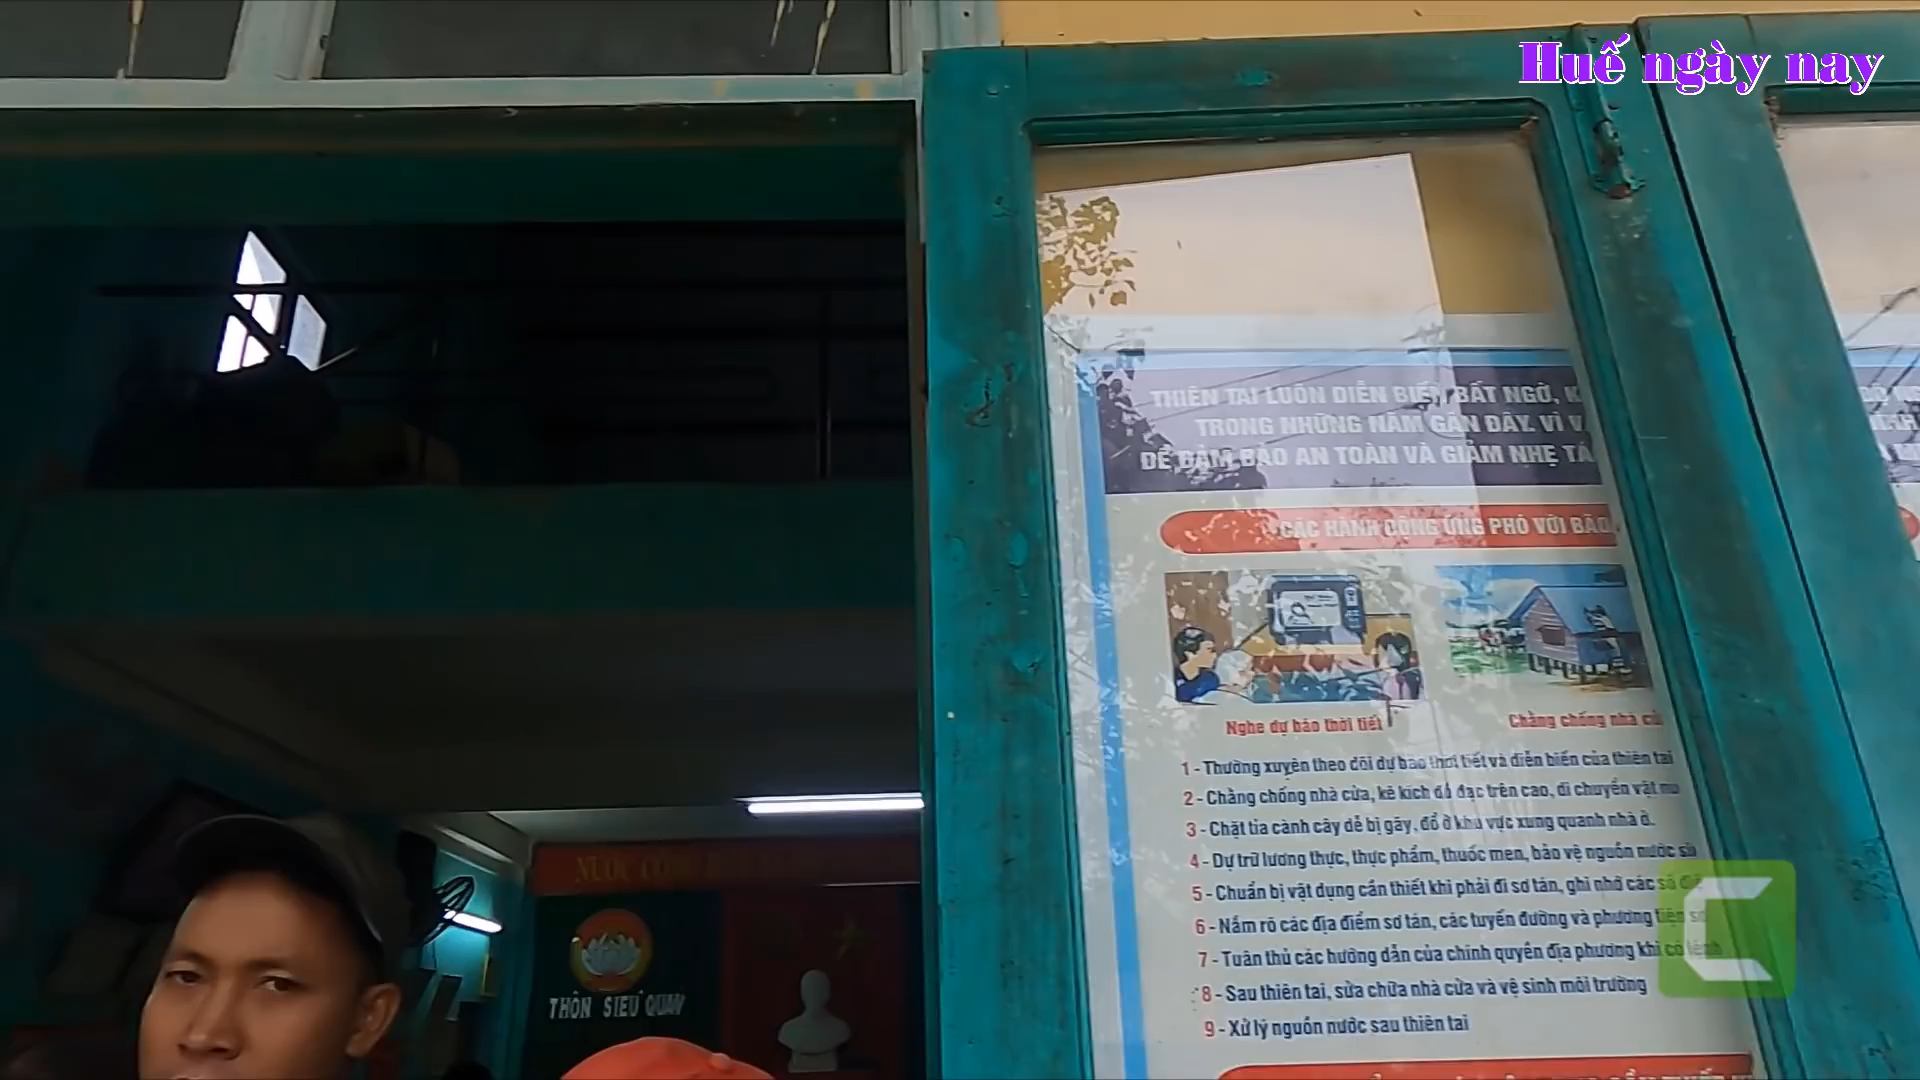 Huế ngày nay
THIÊN TAI LUÔN DIỄN BIẾN BẤT NGỜ, K
TRONG NHỮNG NĂM GẦN ĐÂY. VÌ V
ĐỂ ĐẢM BẢO AN TOÀN VÀ GIẢM NHẸ TÁ
CÁC HÀNH ĐỘNG ỨNG PHÓ VỚI BÃO
Nghe dự báo thời tiết
Chằng chống nhà cử
1 - Thường xuyên theo dõi dự báo thời tiết và diễn biến của thiên tai
2 - Chằng chống nhà cửa, kê kích đồ đạc trên cao, di chuyển vật nu
3 - Chặt tỉa cành cây dễ bị gãy, đổ ở khu vực xung quanh nhà ở.
4 - Dự trữ lương thực, thực phẩm, thuốc men, bảo vệ nguồn nước
5 - Chuẩn bị vật dụng cần thiết khi phải đi sơ tán, ghi nhớ các số
6 - Nắm rõ các địa điểm sơ tán, các tuyến đường và phương tiện sơ
7 - Tuân thủ các hướng dẫn của chính quyền địa phương khi có lệnh
8 - Sau thiên tai, sửa chữa nhà cửa và vệ sinh môi trường
9 - Xử lý nguồn nước sau thiên tai
NƯỚC CỘNG
THÔN SIÊU QUẦN